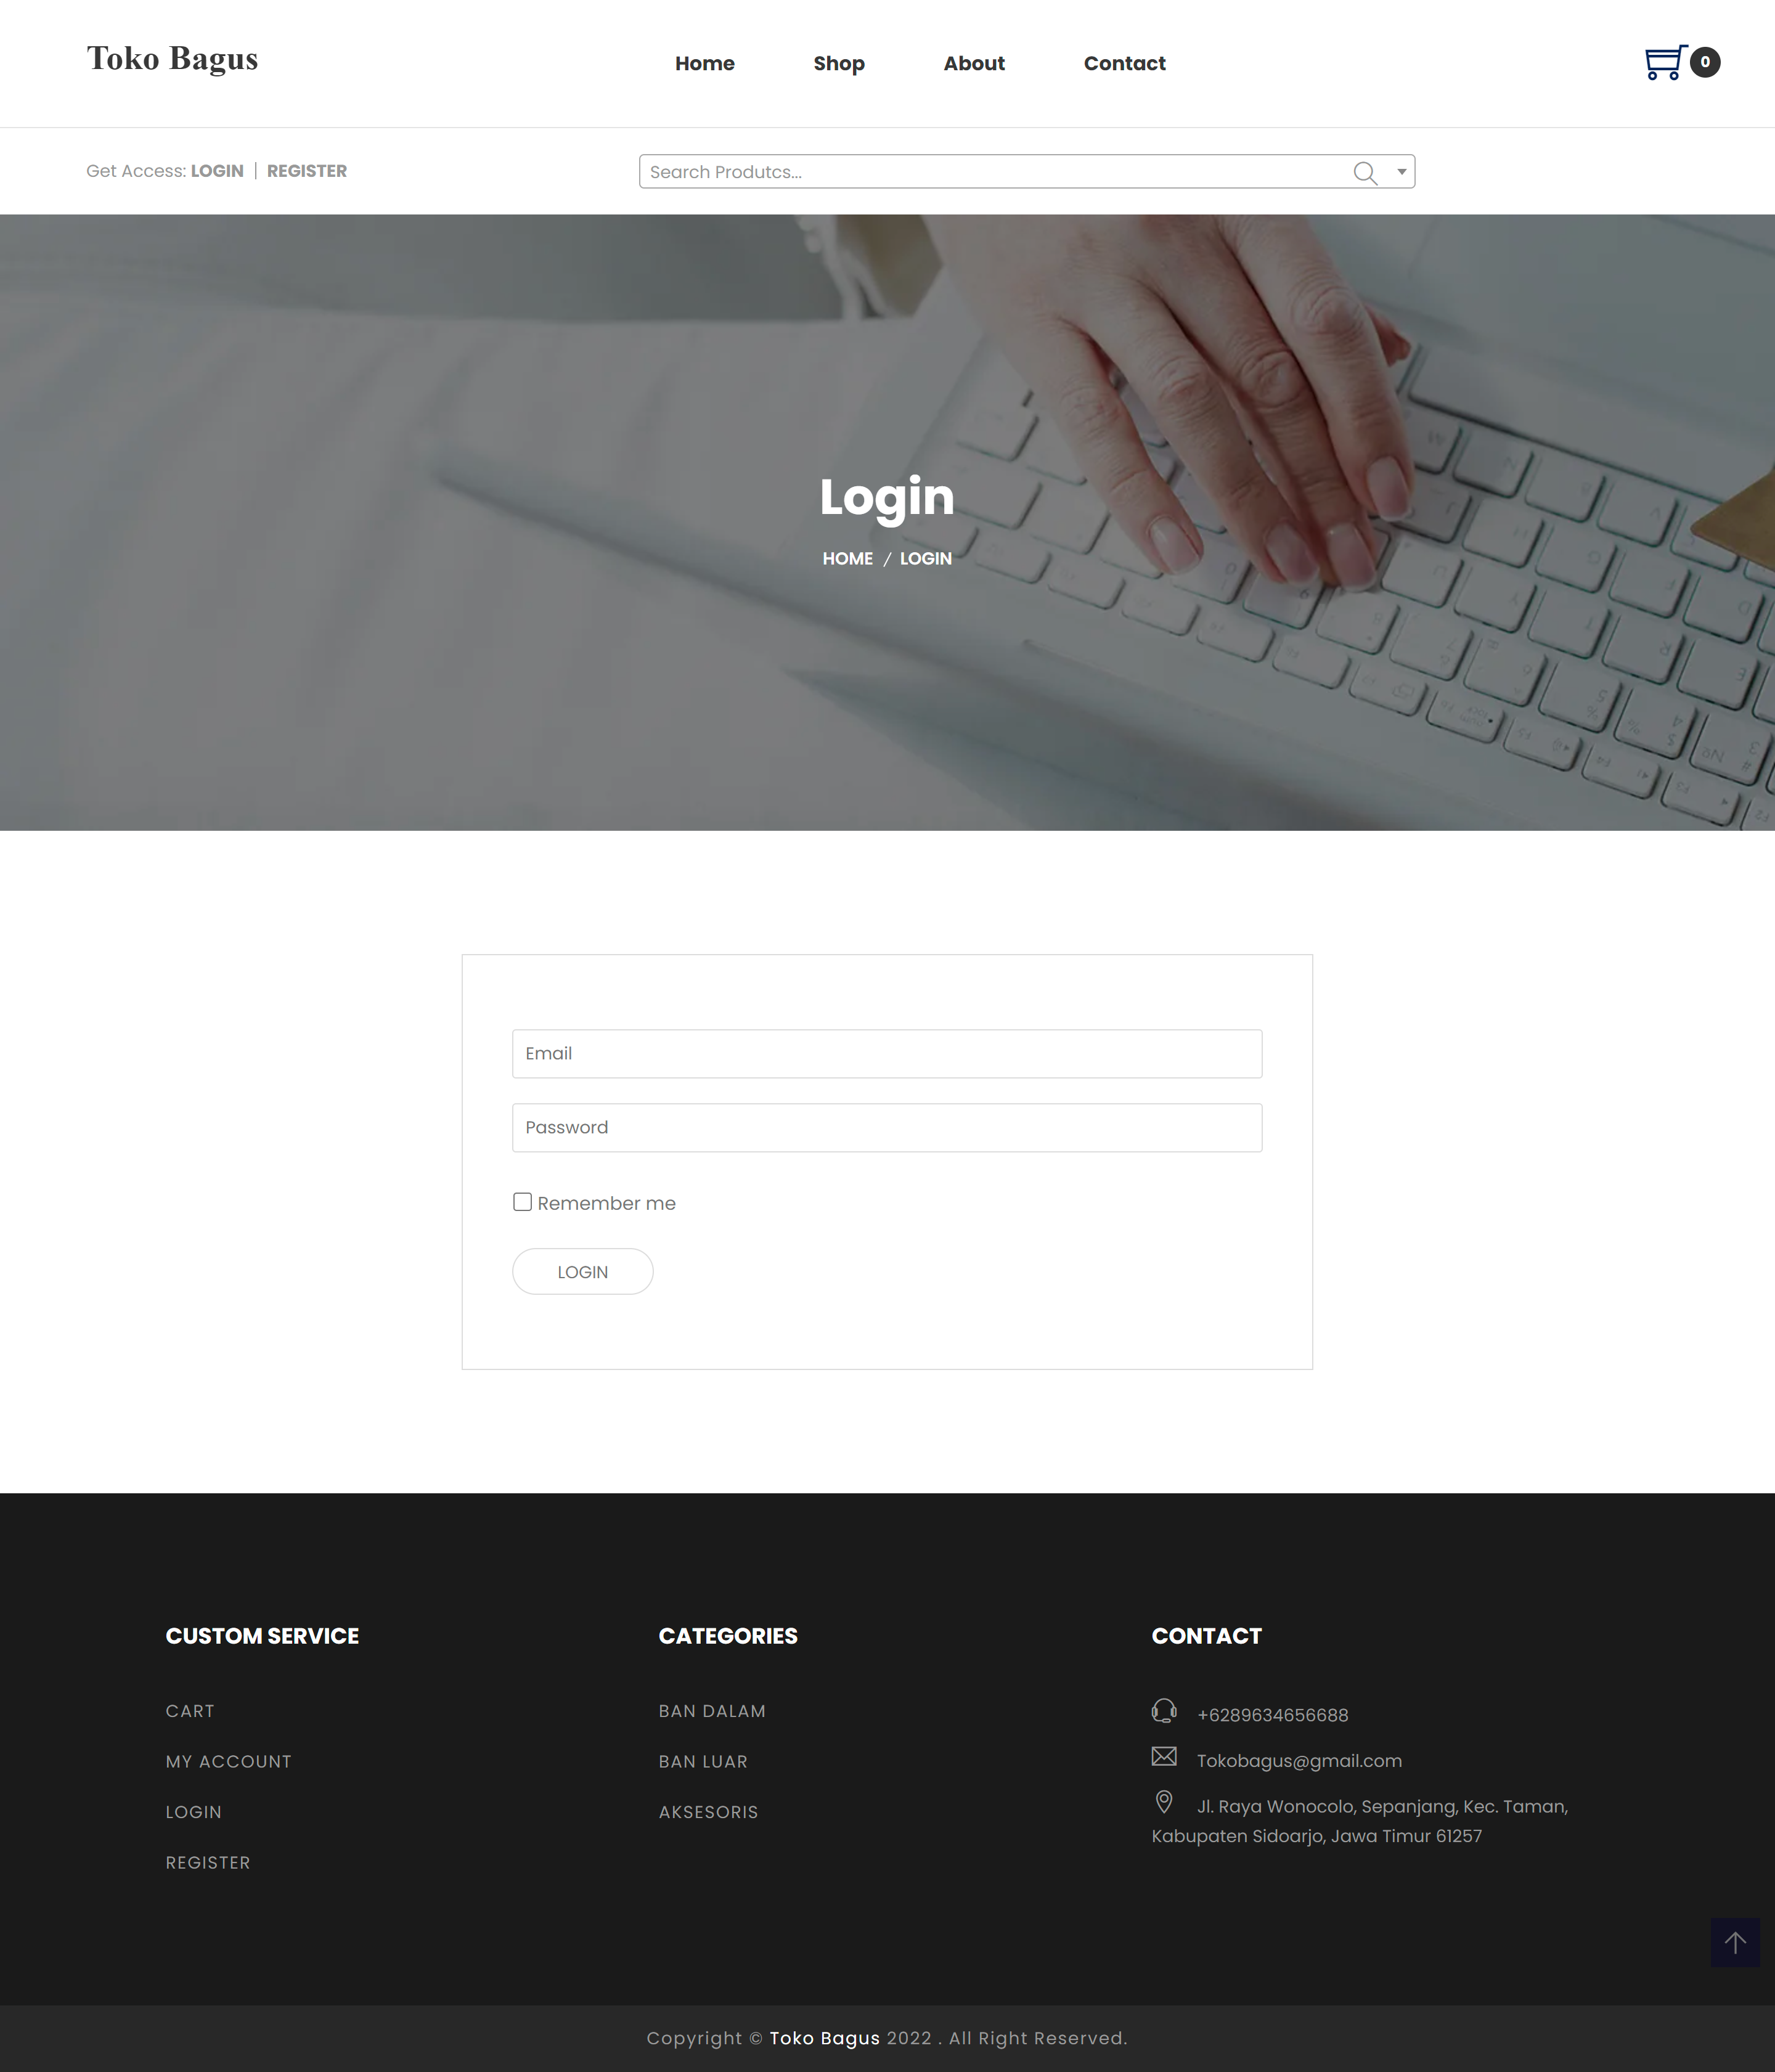 Toko Bagus
Home Shop About Contact
0
Get Access: LOGIN | REGISTER
Search Produtcs...
Login
HOME / LOGIN
Email
Password
Remember me
LOGIN
CUSTOM SERVICE
CART
MY ACCOUNT
LOGIN
REGISTER
CATEGORIES
BAN DALAM
BAN LUAR
AKSESORIS
CONTACT
+6289634656688
Tokobagus@gmail.com
Jl. Raya Wonocolo, Sepanjang, Kec. Taman,
Kabupaten Sidoarjo, Jawa Timur 61257
Copyright © Toko Bagus 2022 . All Right Reserved.